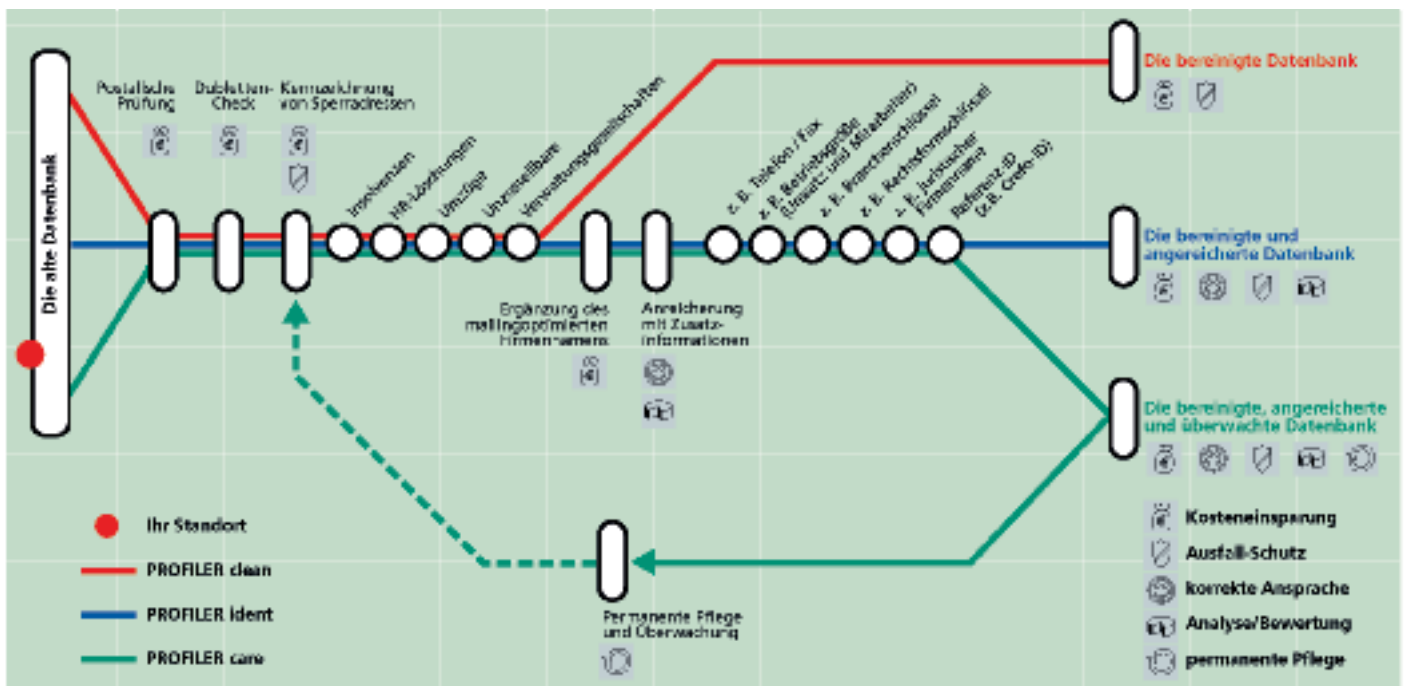 Die alte Datenbank
Postalische
Prüfung
Dubletten-
Check
Kennzeichnung
von Sperradressen
Insolvenzen
HR-Löschungen
Umzüge
Unzustellbare
Verwaltungsgesellschaften
Ergänzung des
mailingoptimierten
Firmennamens
Anreicherung
mit Zusatz-
informationen
z. B. Telefon / Fax
z. B. Betriebsgröße
(Umsatz und Mitarbeiter)
z. B. Branchenschlüssel
z. B. Rechtsformschlüssel
z. B. juristischer
Firmenname
Referenz-ID
(z.B. Crefo-ID)
Die bereinigte Datenbank
Die bereinigte und
angereicherte Datenbank
Die bereinigte, angereicherte
und überwachte Datenbank
Permanente Pflege
und Überwachung
Ihr Standort
PROFILER clean
PROFILER ident
PROFILER care
Kosteneinsparung
Ausfall-Schutz
korrekte Ansprache
Analyse/Bewertung
permanente Pflege